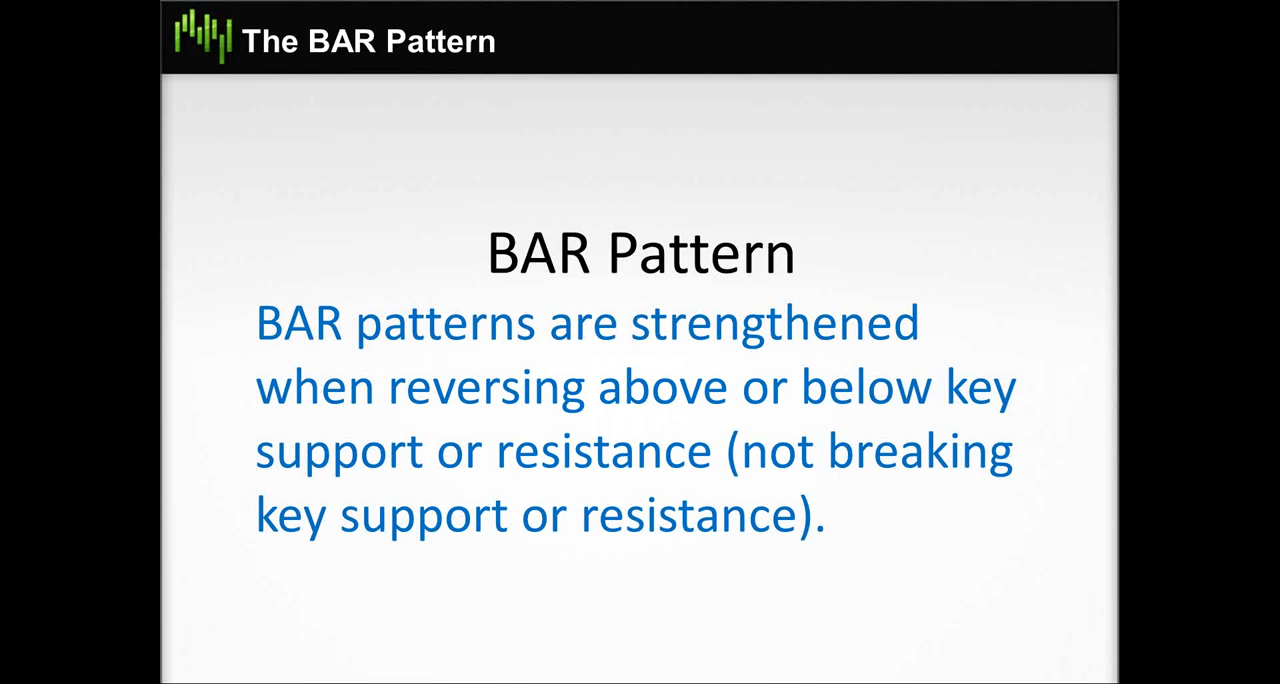 The BAR Pattern
BAR Pattern
BAR patterns are strengthened
when reversing above or below key
support or resistance (not breaking
key support or resistance).